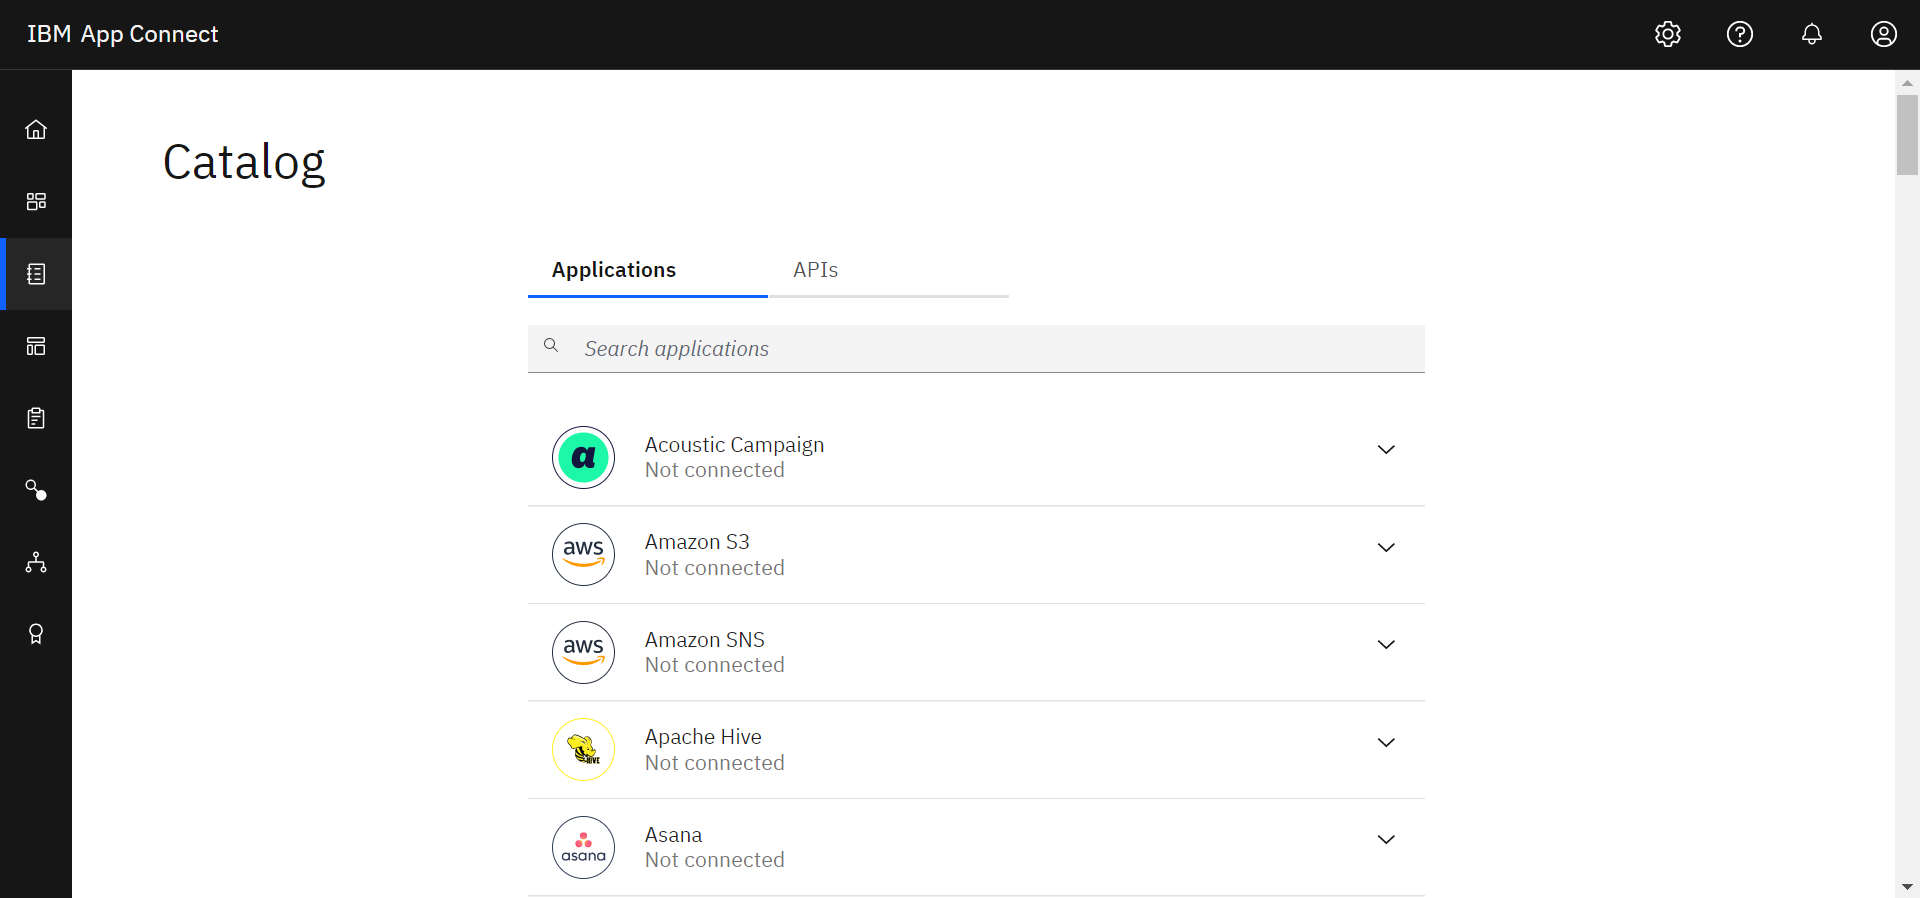 IBM App Connect
Catalog
Applications
APIs
Search applications
a
Acoustic Campaign
Not connected
aws
Amazon S3
Not connected
aws
Amazon SNS
Not connected
HIVE
Apache Hive
Not connected
asana
Asana
Not connected